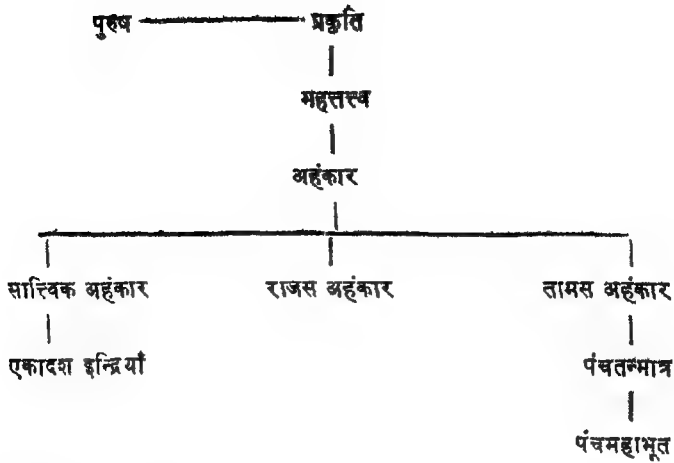 पुरुष प्रकृति
महत्तत्त्व
अहंकार
सात्त्विक अहंकार राजस अहंकार तामस अहंकार
एकादश इन्द्रियाँ पंचतन्मात्र
पंचमहाभूत